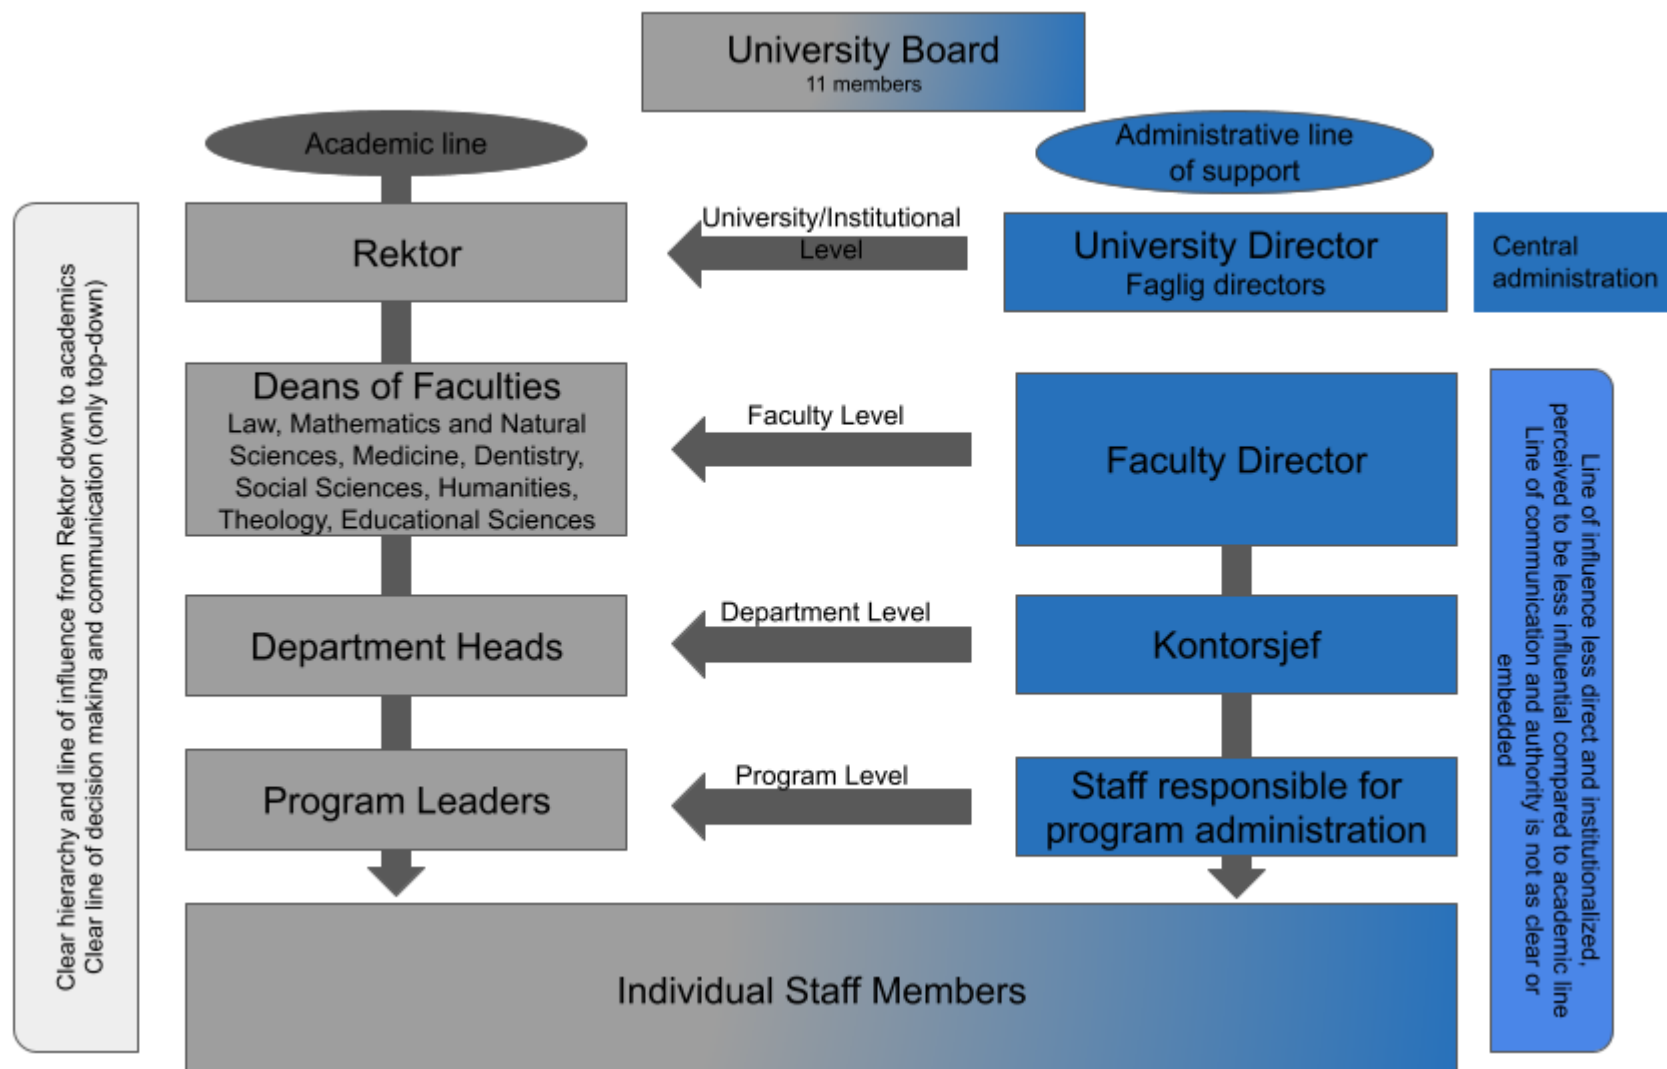 University Board
11 members
Academic line
Administrative line
of support
Rektor
University/Institutional
Level
University Director
Faglig directors
Central
administration
Deans of Faculties
Law, Mathematics and Natural
Sciences, Medicine, Dentistry,
Social Sciences, Humanities,
Theology, Educational Sciences
Faculty Level
Faculty Director
Department Heads
Department Level
Kontorsjef
Program Leaders
Program Level
Staff responsible for
program administration
Individual Staff Members
Clear hierarchy and line of influence from Rektor down to academics
Clear line of decision making and communication (only top-down)
Line of influence less direct and institutionalized,
perceived to be less influential compared to academic line
Line of communication and authority is not as clear or
embedded